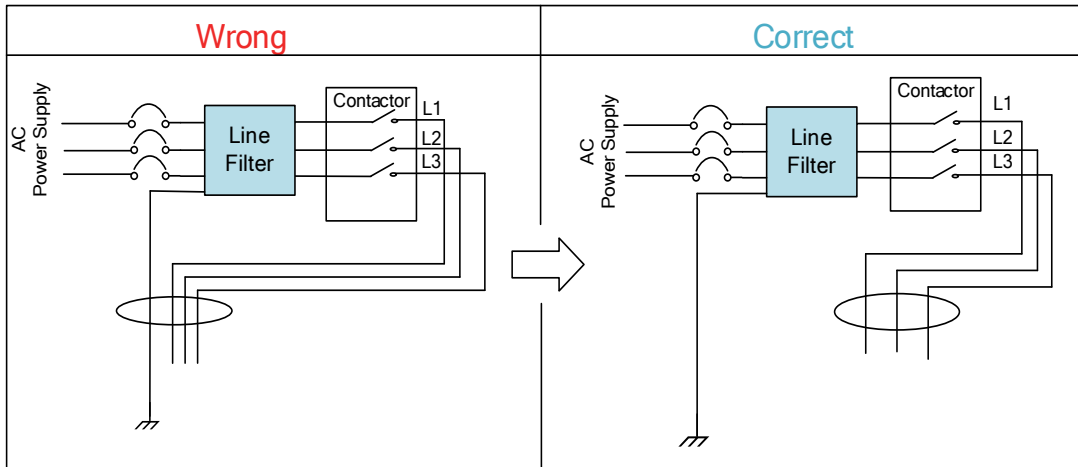 Wrong
AC
Power Supply
Line
Filter
Contactor
L1
L2
L3
Correct
AC
Power Supply
Line
Filter
Contactor
L1
L2
L3